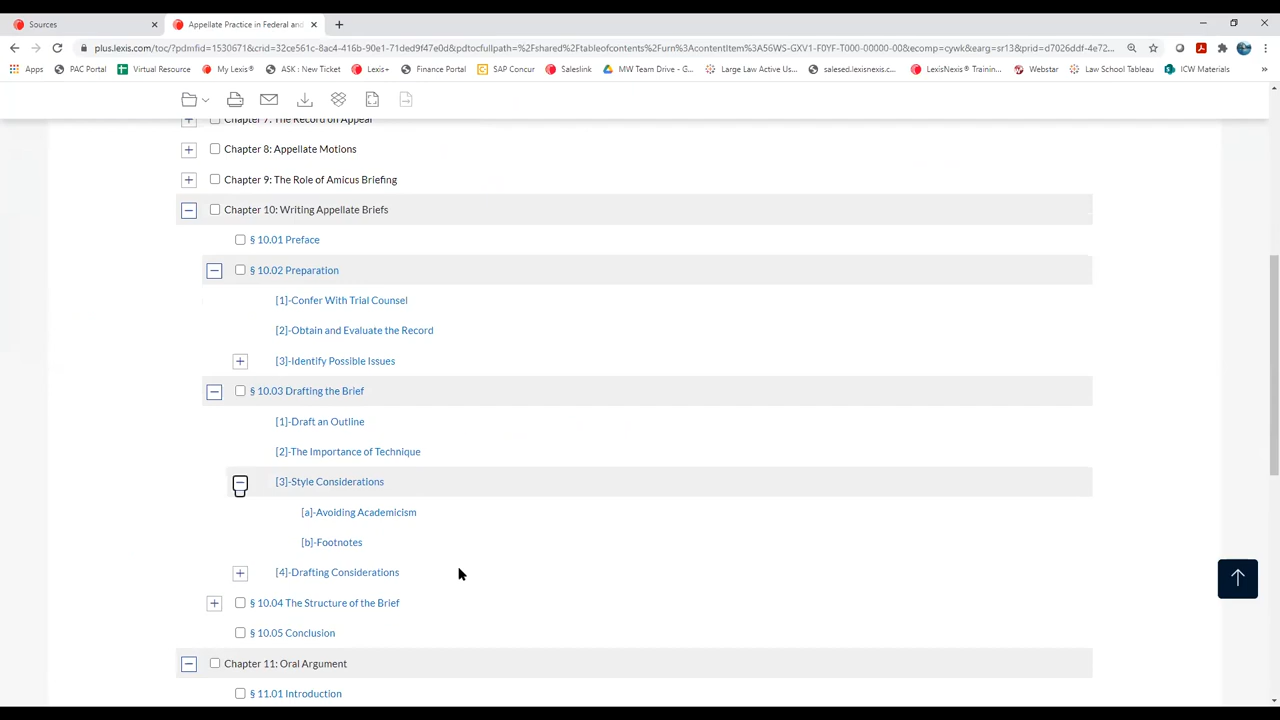 Sources
Appellate Practice in Federal and
plus.lexis.com/toc/?pdmfid=1530671&crid=32ce561c-8ac4-416b-90e1-71ded9f47e0d&pdtocfullpath=%2Fshared%2Ftableofcontents%2Furn%3AcontentItem%3A56WS-GXV1-F0YF-T000-00000-00&ecomp=cywk&earg=sr13&prid=d7026ddf-4e72...
Apps
PAC Portal
Virtual Resource
My Lexis®
ASK : New Ticket
Lexis+
Finance Portal
SAP Concur
Saleslink
MW Team Drive - G...
Large Law Active Us...
salesed.lexisnexis.c...
LexisNexis® Trainin...
Webstar
Law School Tableau
ICW Materials
»
Chapter 7: The Record on Appeal
Chapter 8: Appellate Motions
Chapter 9: The Role of Amicus Briefing
Chapter 10: Writing Appellate Briefs
§ 10.01 Preface
§ 10.02 Preparation
[1]-Confer With Trial Counsel
[2]-Obtain and Evaluate the Record
[3]-Identify Possible Issues
§ 10.03 Drafting the Brief
[1]-Draft an Outline
[2]-The Importance of Technique
[3]-Style Considerations
[a]-Avoiding Academicism
[b]-Footnotes
[4]-Drafting Considerations
§ 10.04 The Structure of the Brief
§ 10.05 Conclusion
Chapter 11: Oral Argument
§ 11.01 Introduction